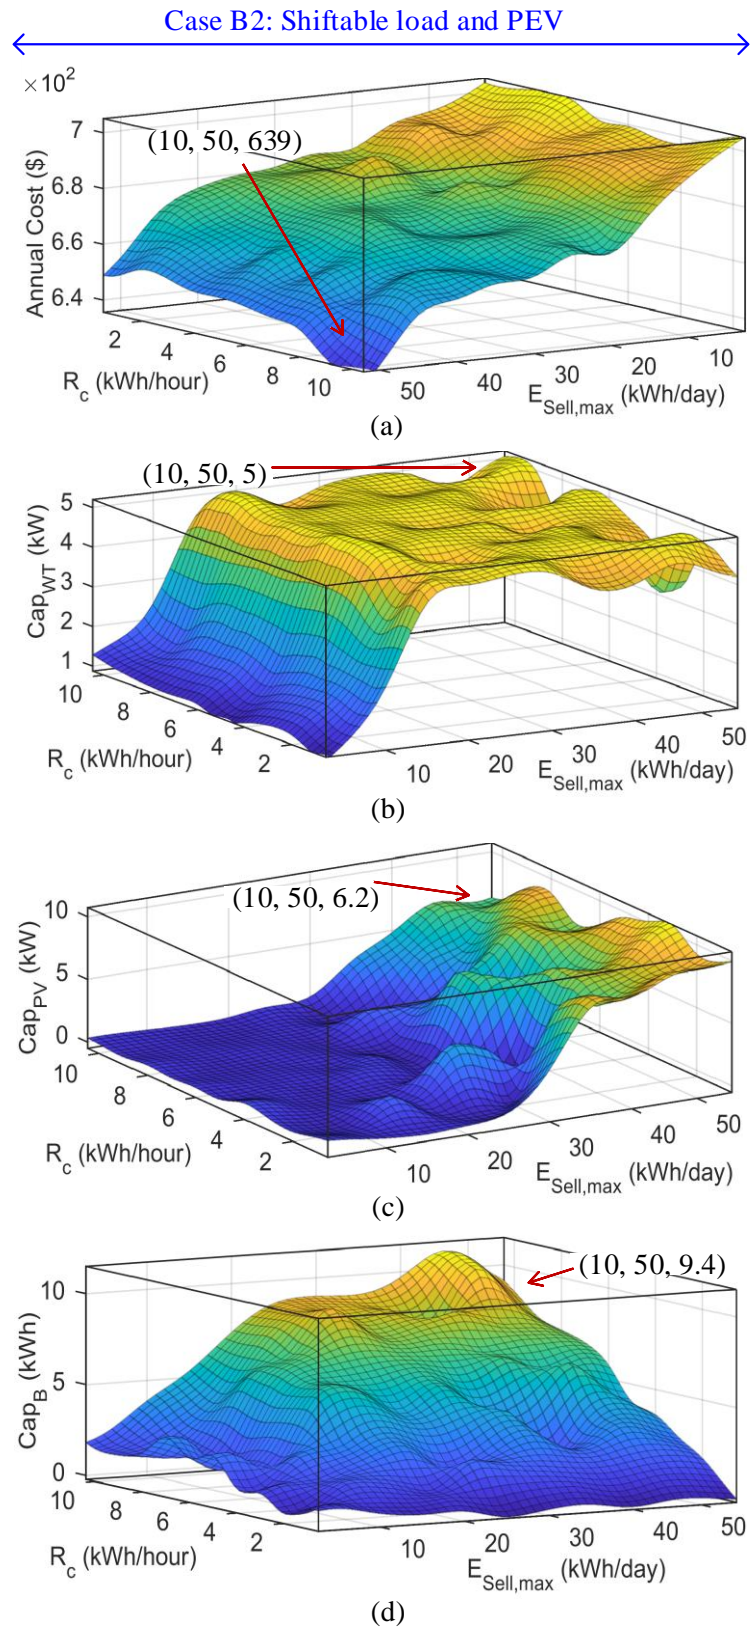 Case B2: Shiftable load and PEV
×10²
7
6.8
6.6
6.4
Annual Cost ($)
(10, 50, 639)
2
4
6
8
10
R_c (kWh/hour)
50
40
30
20
10
E_Sell,max (kWh/day)
(a)
(10, 50, 5)
5
4
3
2
1
Cap_WT (kW)
10
8
6
4
2
R_c (kWh/hour)
10
20
30
40
50
E_Sell,max (kWh/day)
(b)
(10, 50, 6.2)
10
5
0
Cap_PV (kW)
10
8
6
4
2
R_c (kWh/hour)
10
20
30
40
50
E_Sell,max (kWh/day)
(c)
(10, 50, 9.4)
10
5
0
Cap_B (kWh)
10
8
6
4
2
R_c (kWh/hour)
10
20
30
40
50
E_Sell,max (kWh/day)
(d)